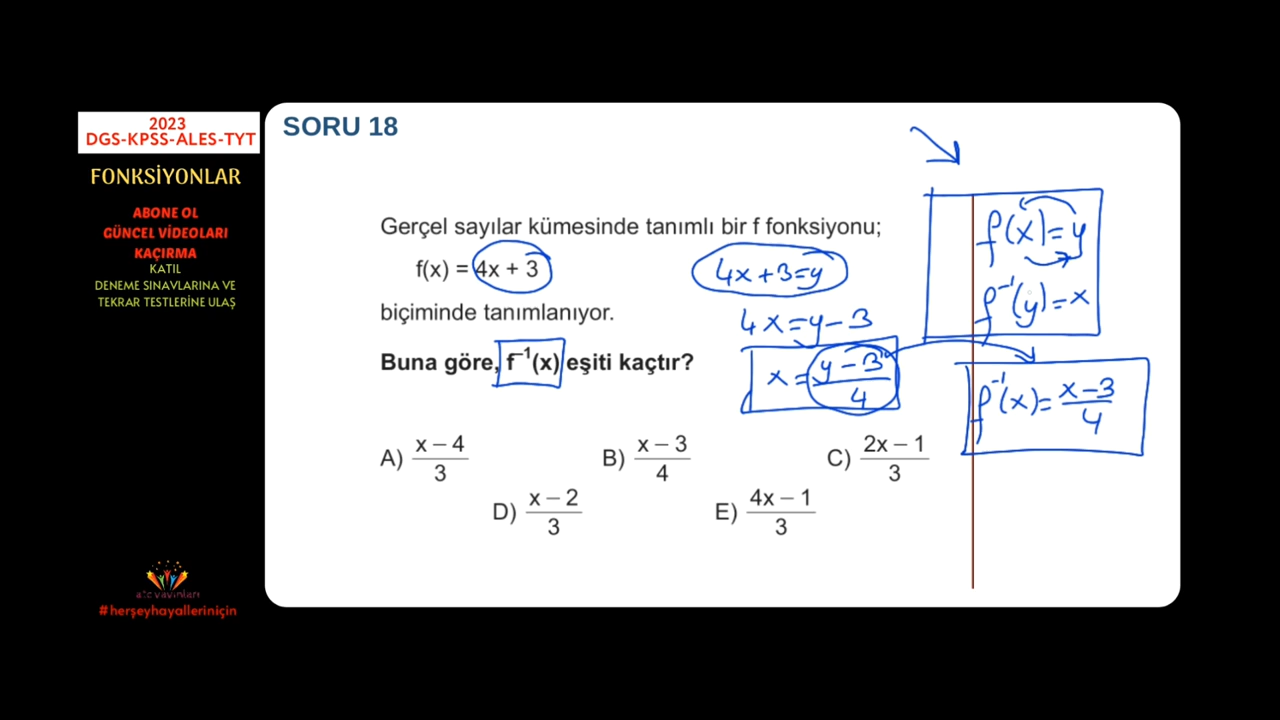 2023
DGS-KPSS-ALES-TYT
FONKSİYONLAR
ABONE OL
GÜNCEL VİDEOLARI
KAÇIRMA
KATIL
DENEME SINAVLARINA VE
TEKRAR TESTLERİNE ULAŞ
atc yayınları
#herşeyhayalleriniçin
SORU 18
Gerçel sayılar kümesinde tanımlı bir f fonksiyonu;
f(x) = 4x + 3
biçiminde tanımlanıyor.
Buna göre, f⁻¹(x) eşiti kaçtır?
A) (x – 4)/3
B) (x – 3)/4
C) (2x – 1)/3
D) (x – 2)/3
E) (4x – 1)/3
4x+3=y
4x=y-3
x=(y-3)/4
f(x)=y
f⁻¹(y)=x
f⁻¹(x)=(x-3)/4